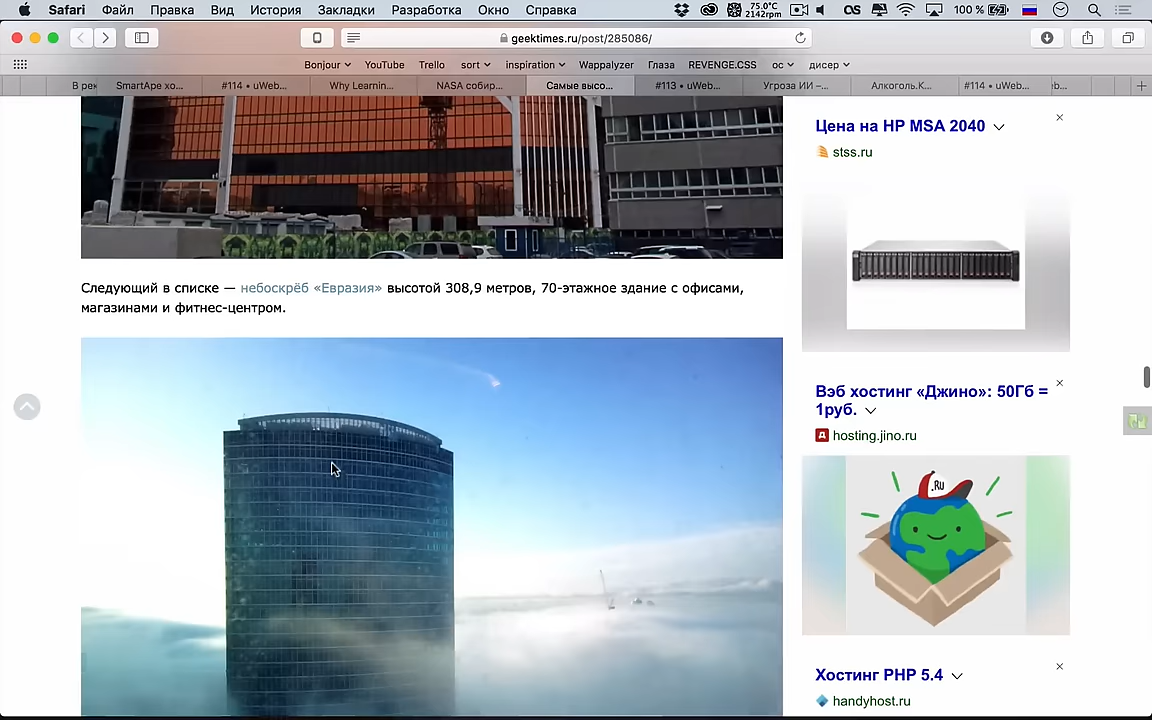 Safari Файл Правка Вид История Закладки Разработка Окно Справка 75.0°C 2142rpm 100 %
geektimes.ru/post/285086/
Bonjour YouTube Trello sort inspiration Wappalyzer Глаза REVENGE.CSS ос дисер
В рек SmartApe хо... #114 • uWeb... Why Learnin... NASA собир... Самые высо... #113 • uWeb... Угроза ИИ –... Алкоголь.К... #114 • uWeb... ıb...
Следующий в списке — небоскрёб «Евразия» высотой 308,9 метров, 70-этажное здание с офисами,
магазинами и фитнес-центром.
Цена на HP MSA 2040
stss.ru
Вэб хостинг «Джино»: 50Гб =
1руб.
hosting.jino.ru
.RU
Хостинг PHP 5.4
handyhost.ru